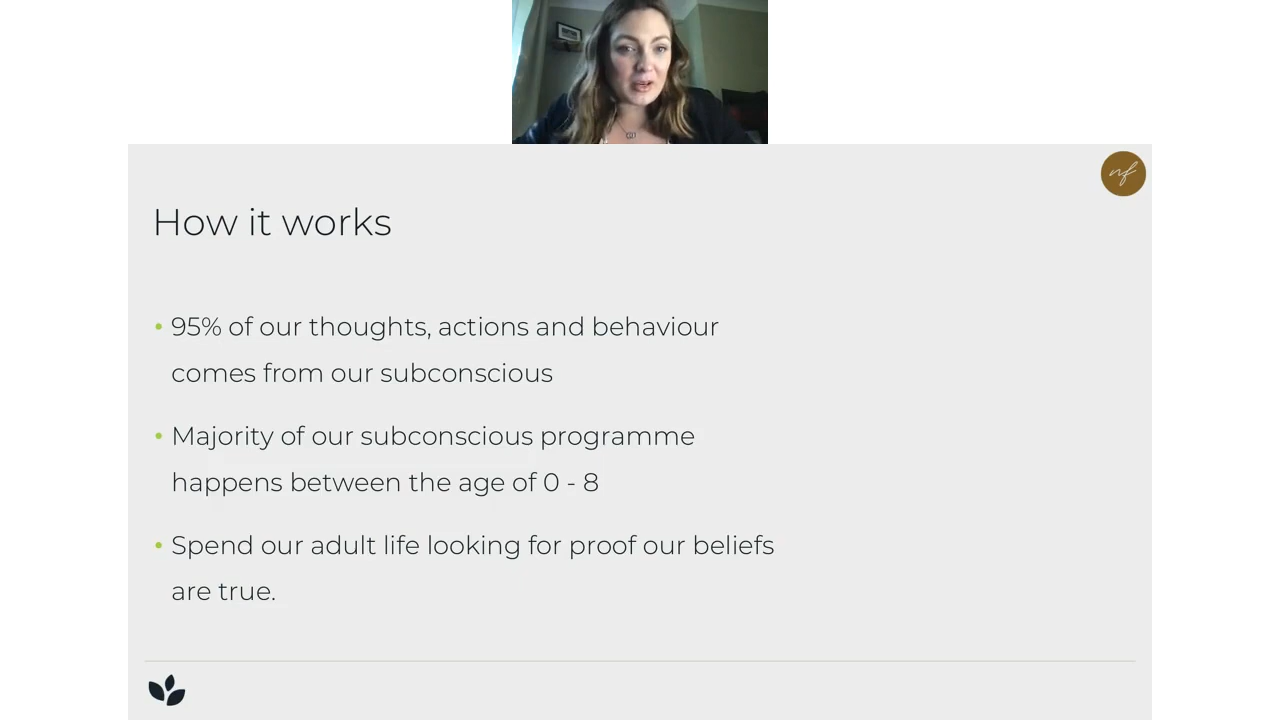 nf
How it works
• 95% of our thoughts, actions and behaviour
comes from our subconscious
• Majority of our subconscious programme
happens between the age of 0 - 8
• Spend our adult life looking for proof our beliefs
are true.